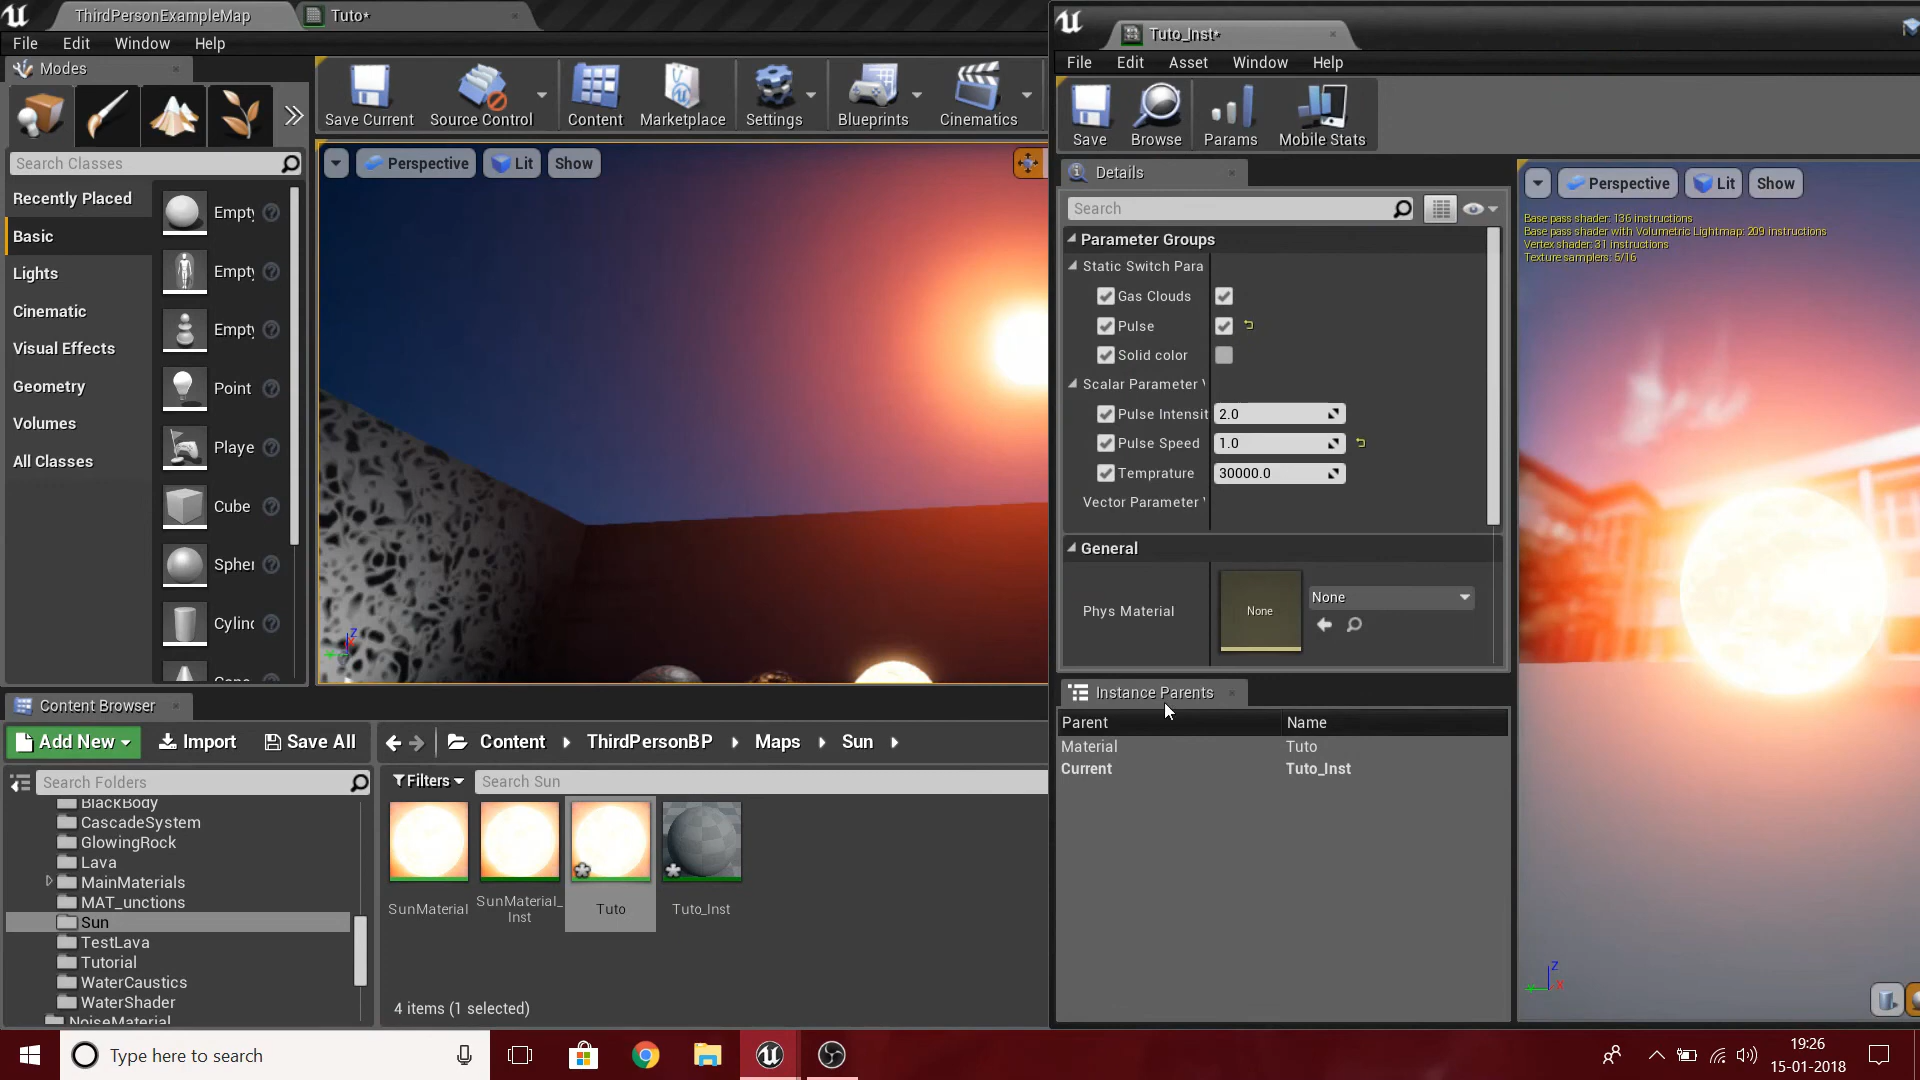 ThirdPersonExampleMap
Tuto*
File Edit Window Help
Modes
Search Classes
Recently Placed
Basic
Lights
Cinematic
Visual Effects
Geometry
Volumes
All Classes
Empty
Empty
Empty
Point
Playe
Cube
Spher
Cylind
Save Current
Source Control
Content
Marketplace
Settings
Blueprints
Cinematics
Perspective
Lit
Show
Content Browser
Add New
Import
Save All
Content
ThirdPersonBP
Maps
Sun
Search Folders
Filters
Search Sun
BlackBody
CascadeSystem
GlowingRock
Lava
MainMaterials
MAT_unctions
Sun
TestLava
Tutorial
WaterCaustics
WaterShader
NoiseMaterial
SunMaterial
SunMaterial_
Inst
Tuto
Tuto_Inst
4 items (1 selected)
Tuto_Inst*
File Edit Asset Window Help
Save
Browse
Params
Mobile Stats
Details
Search
Parameter Groups
Static Switch Para
Gas Clouds
Pulse
Solid color
Scalar Parameter V
Pulse Intensit 2.0
Pulse Speed 1.0
Temprature 30000.0
Vector Parameter V
General
Phys Material
None
None
Instance Parents
Parent Name
Material Tuto
Current Tuto_Inst
Perspective
Lit
Show
Base pass shader: 136 instructions
Base pass shader with Volumetric Lightmap: 209 instructions
Vertex shader: 31 instructions
Texture samplers: 5/16
Z
X
Y
Z
X
Y
Type here to search
19:26
15-01-2018